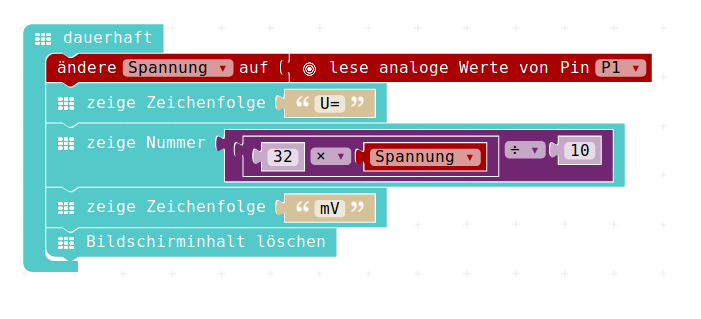 dauerhaft
ändere Spannung ▾ auf lese analoge Werte von Pin P1 ▾
zeige Zeichenfolge “ U= ”
zeige Nummer 32 × ▾ Spannung ▾ ÷ ▾ 10
zeige Zeichenfolge “ mV ”
Bildschirminhalt löschen